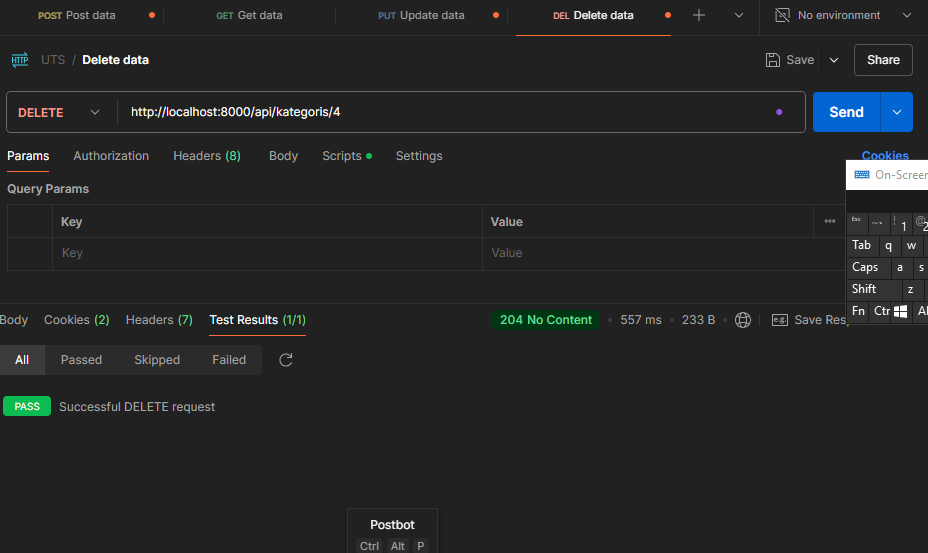 POST Post data GET Get data PUT Update data DEL Delete data No environment
HTTP UTS / Delete data Save Share
DELETE http://localhost:8000/api/kategoris/4 Send
Params Authorization Headers (8) Body Scripts Settings Cookies
On-Screen
Query Params
Key Value
Key Value
Esc ~ ` ! 1 @ 2
Tab q w
Caps a s
Shift z
Fn Ctr Al
Body Cookies (2) Headers (7) Test Results (1/1) 204 No Content 557 ms 233 B e.g. Save Res
All Passed Skipped Failed
PASS Successful DELETE request
Postbot
Ctrl Alt P